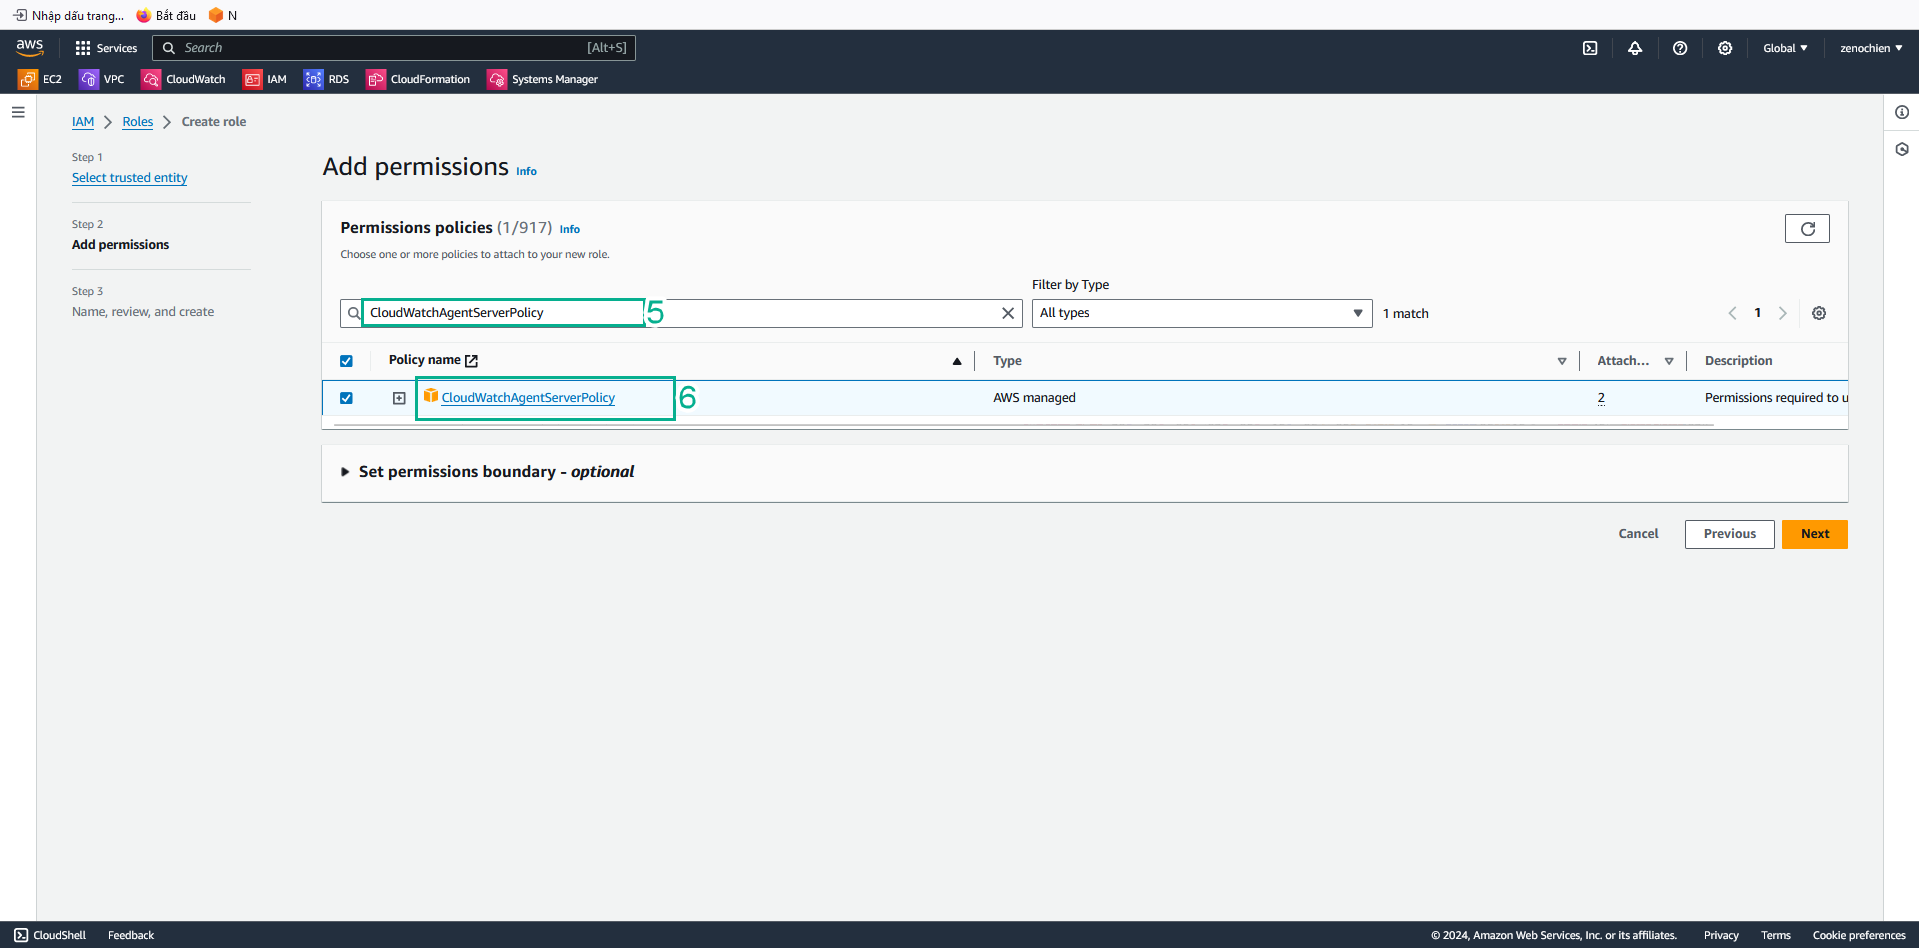 Nhập dấu trang... Bắt đầu N
aws Services Search [Alt+S] Global zenochien
EC2 VPC CloudWatch IAM RDS CloudFormation Systems Manager
IAM Roles Create role
Step 1
Select trusted entity
Step 2
Add permissions
Step 3
Name, review, and create
Add permissions Info
Permissions policies (1/917) Info
Choose one or more policies to attach to your new role.
Filter by Type
CloudWatchAgentServerPolicy 5 All types 1 match 1
Policy name Type Attach... Description
CloudWatchAgentServerPolicy 6 AWS managed 2 Permissions required to u
Set permissions boundary - optional
Cancel Previous Next
CloudShell Feedback © 2024, Amazon Web Services, Inc. or its affiliates. Privacy Terms Cookie preferences